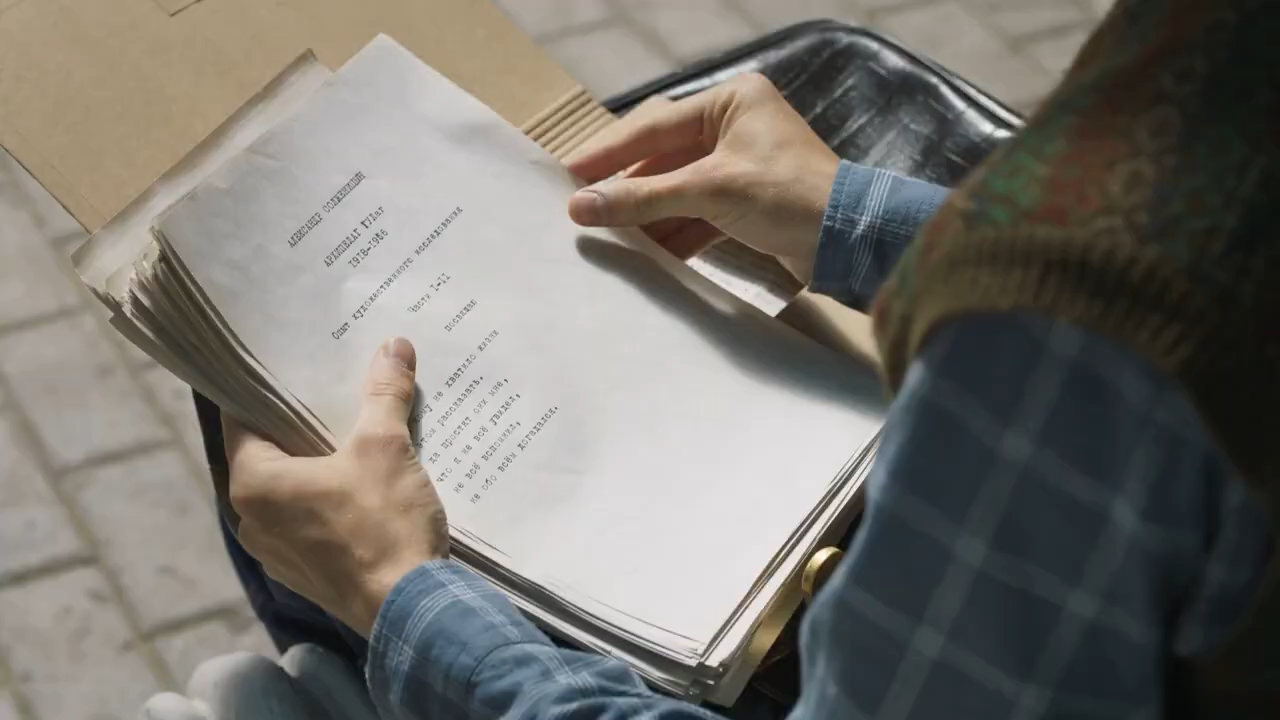 АЛЕКСАНДР СОЛЖЕНИЦЫН
АРХИПЕЛАГ ГУЛАГ
1918-1956
Опыт художественного исследования
Части I-II
посвящаю
не хватило жизни
рассказать.
простят они мне,
что я не всё увидел,
не всё вспомнил,
не обо всём догадался.